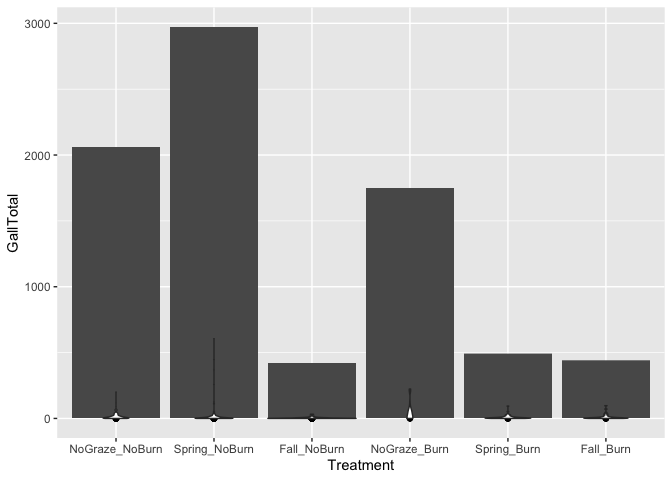 3000
2000
1000
0
GallTotal
NoGraze_NoBurn Spring_NoBurn Fall_NoBurn NoGraze_Burn Spring_Burn Fall_Burn
Treatment